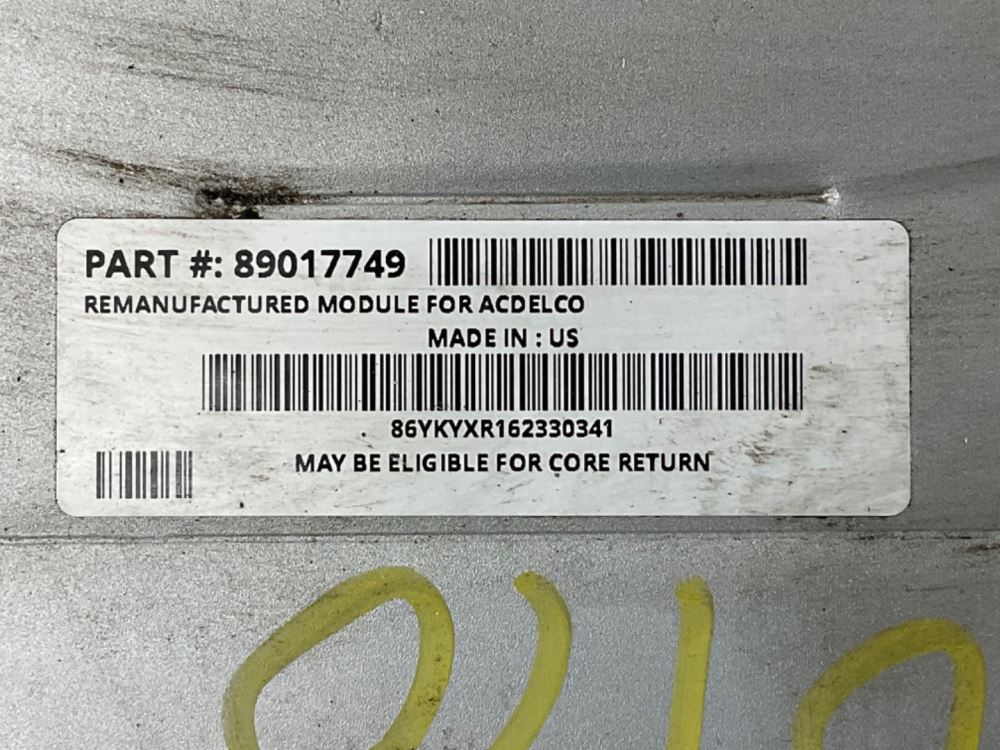 PART #: 89017749
REMANUFACTURED MODULE FOR ACDELCO
MADE IN : US
86YKYXR162330341
MAY BE ELIGIBLE FOR CORE RETURN